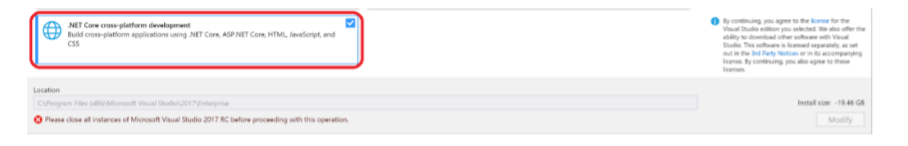 .NET Core cross-platform development
Build cross-platform applications using .NET Core, ASP.NET Core, HTML, JavaScript, and
CSS
By continuing, you agree to the license for the
Visual Studio edition you selected. We also offer the
ability to download other software with Visual
Studio. This software is licensed separately, as set
out in the 3rd Party Notices or in its accompanying
license. By continuing, you also agree to those
licenses.
Location
C:\Program Files (x86)\Microsoft Visual Studio\2017\Enterprise
Install size: -19.46 GB
Please close all instances of Microsoft Visual Studio 2017 RC before proceeding with this operation.
Modify